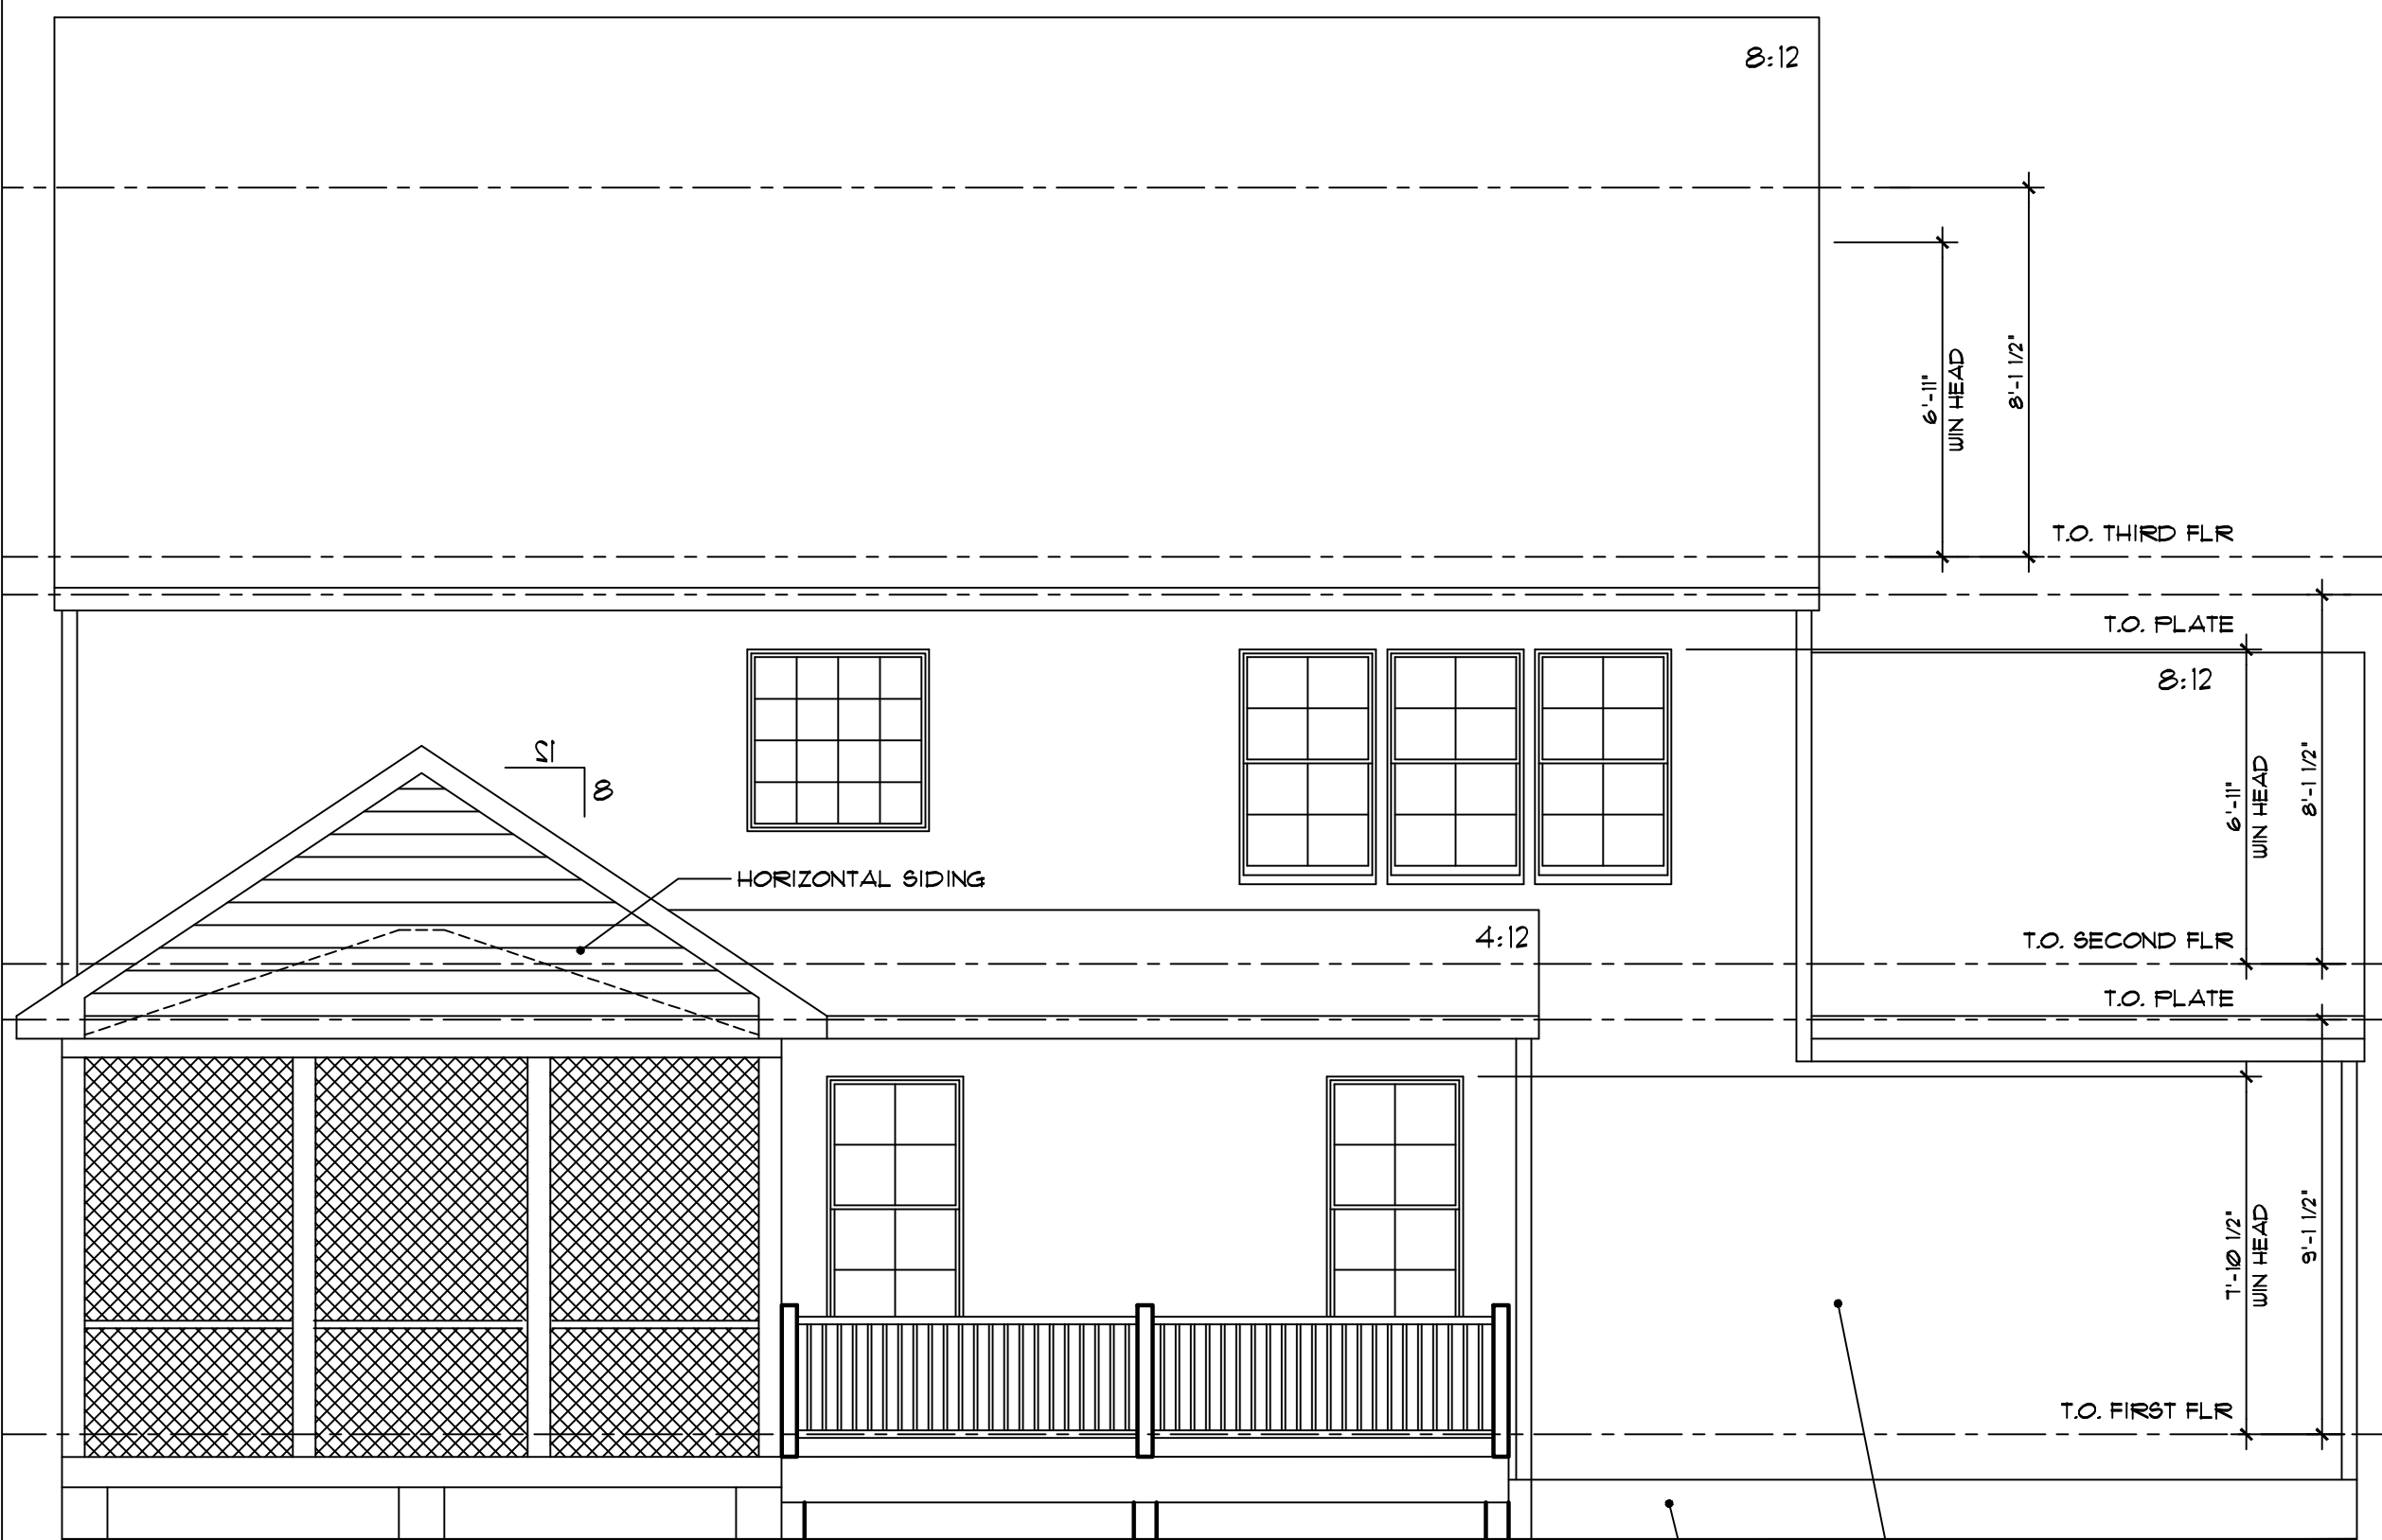 8:12
6'-11"
WIN HEAD
8'-1 1/2"
T.O. THIRD FLR
T.O. PLATE
8:12
12
8
6'-11"
WIN HEAD
8'-1 1/2"
HORIZONTAL SIDING
4:12
T.O. SECOND FLR
T.O. PLATE
7'-10 1/2"
WIN HEAD
9'-1 1/2"
T.O. FIRST FLR